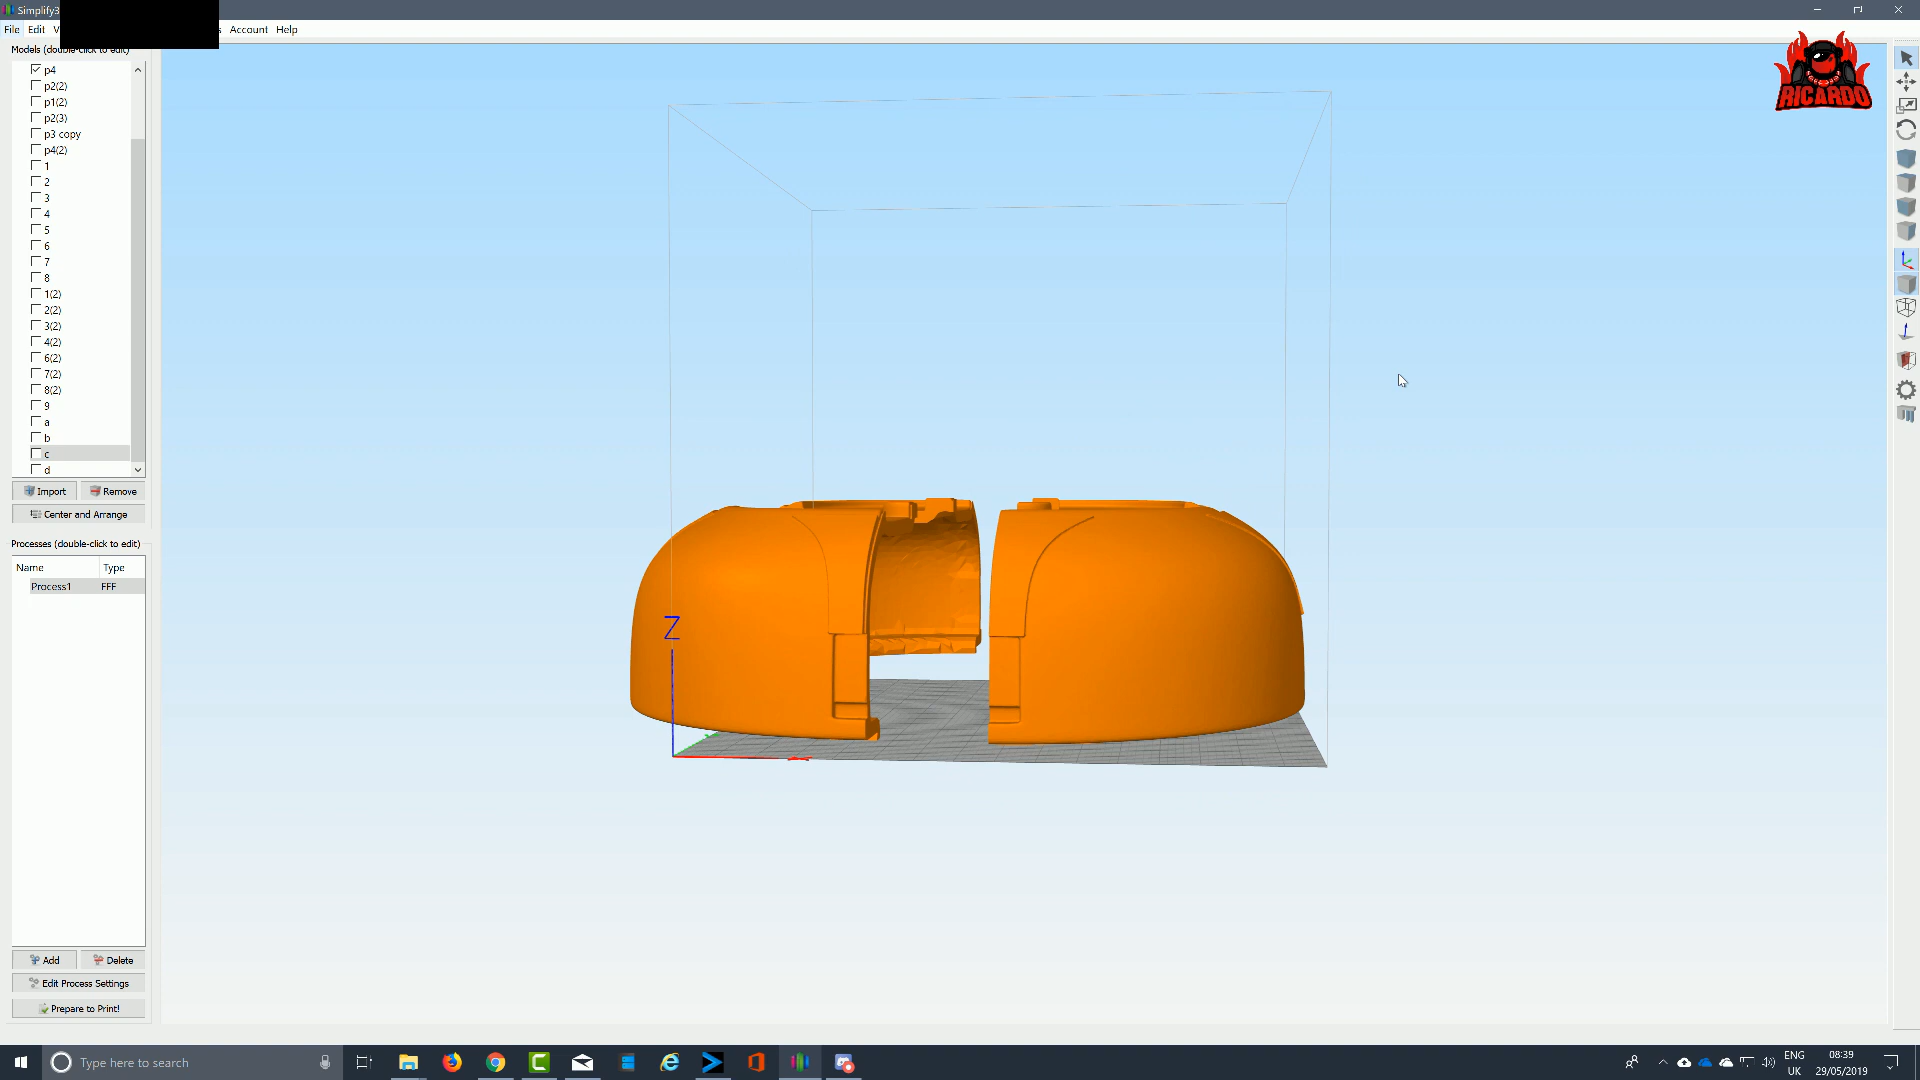 Simplify3
File Edit V
s Account Help
Models (double-click to edit)
RICARDO
p4
p2(2)
p1(2)
p2(3)
p3 copy
p4(2)
1
2
3
4
5
6
7
8
1(2)
2(2)
3(2)
4(2)
6(2)
7(2)
8(2)
9
a
b
c
d
Import Remove
Center and Arrange
Processes (double-click to edit)
Name Type
Process1 FFF
Z
Add Delete
Edit Process Settings
Prepare to Print!
Type here to search
ENG 08:39
UK 29/05/2019